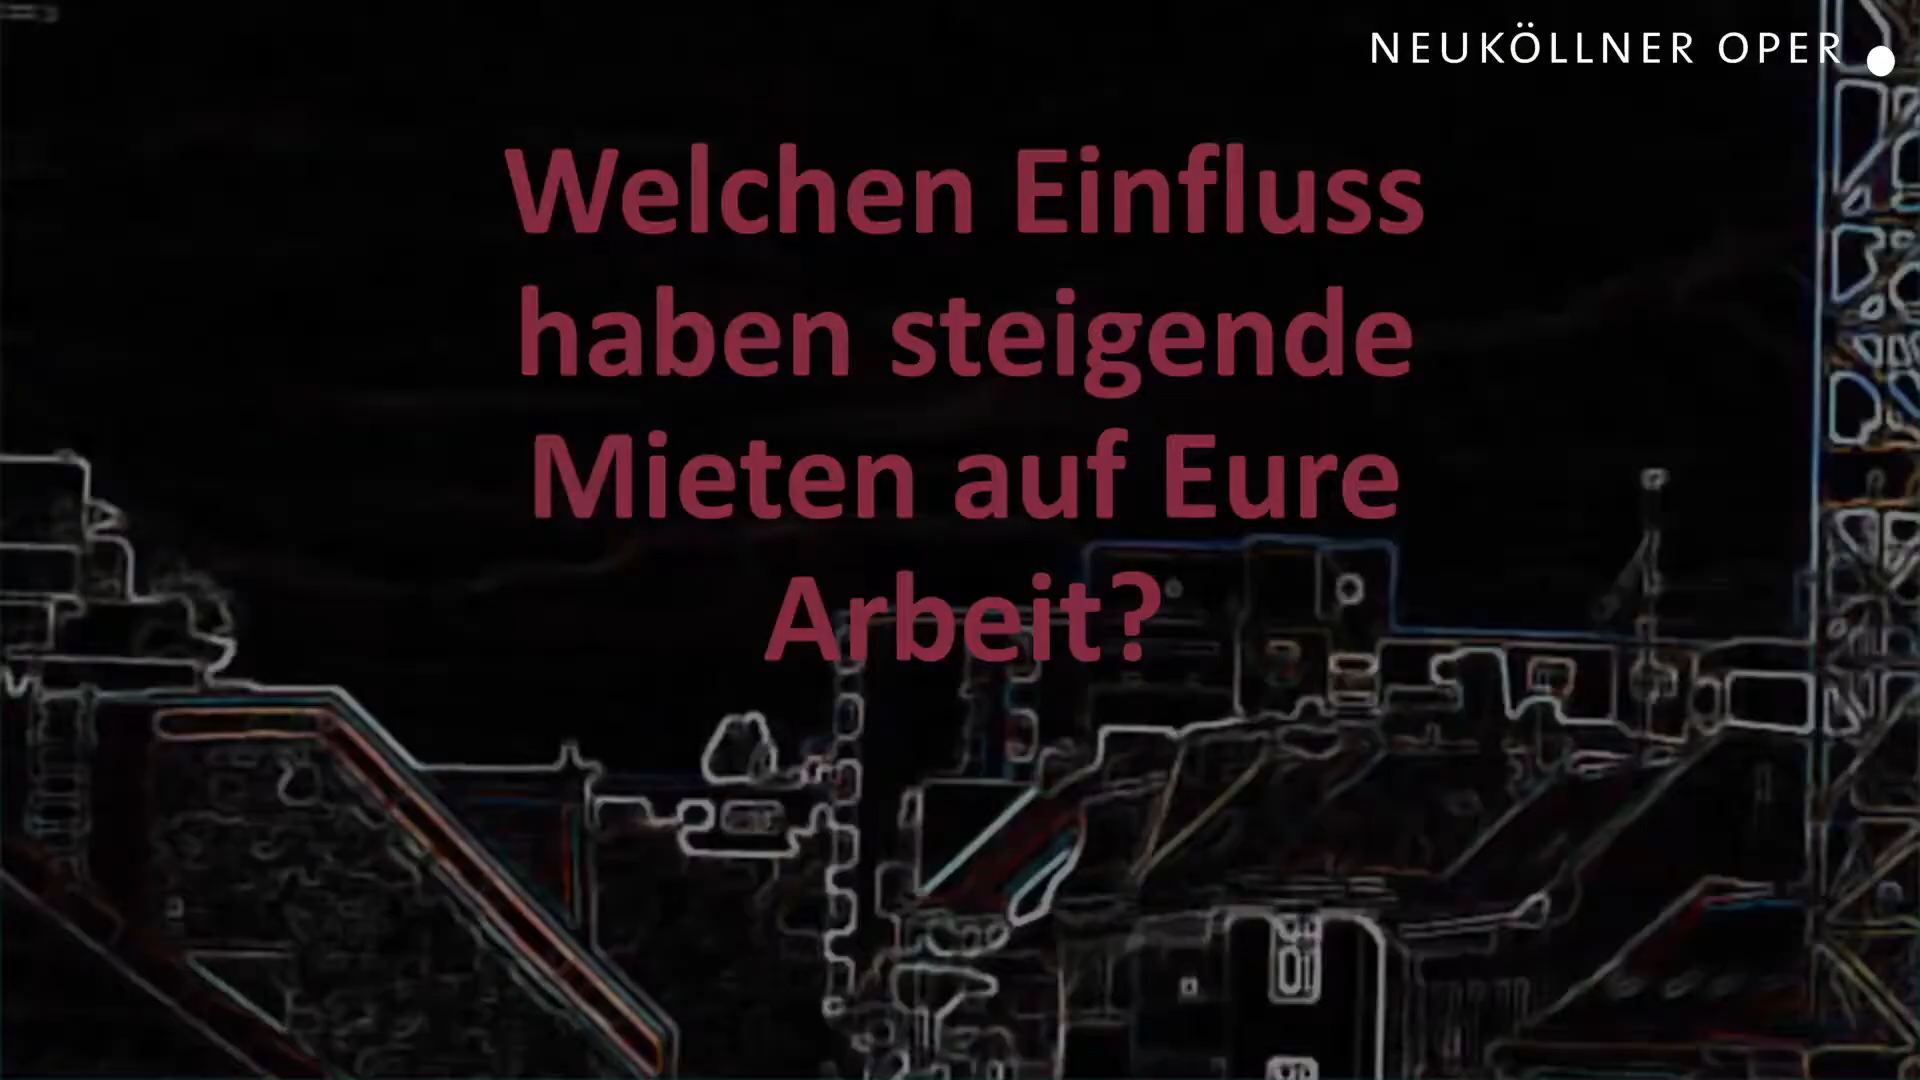 NEUKÖLLNER OPER
Welchen Einfluss
haben steigende
Mieten auf Eure
Arbeit?